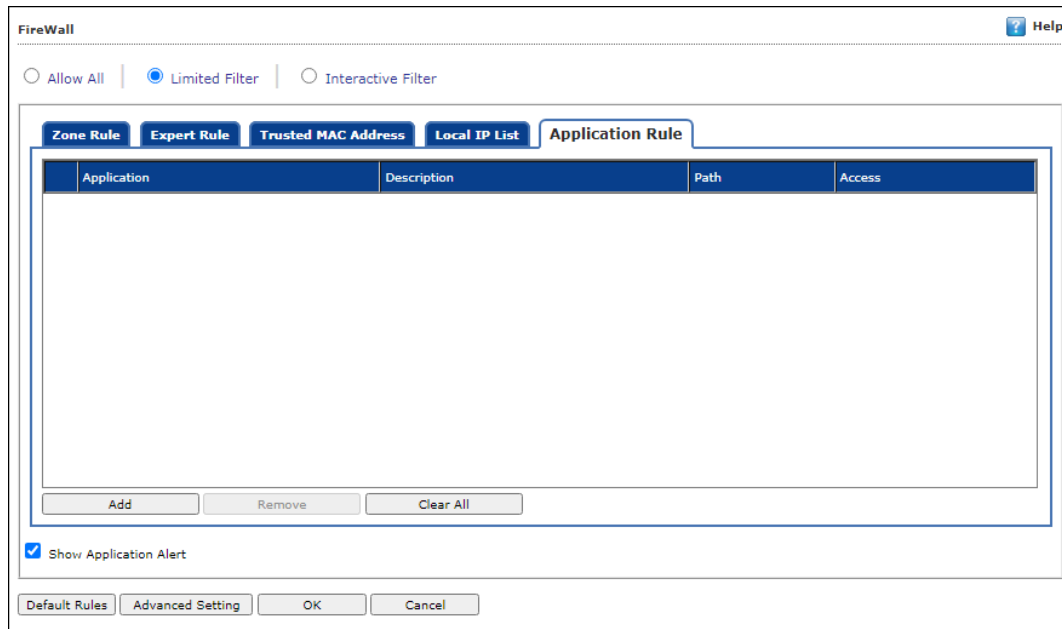 FireWall
Help
Allow All Limited Filter Interactive Filter
Zone Rule Expert Rule Trusted MAC Address Local IP List Application Rule
Application Description Path Access
Add Remove Clear All
Show Application Alert
Default Rules Advanced Setting OK Cancel